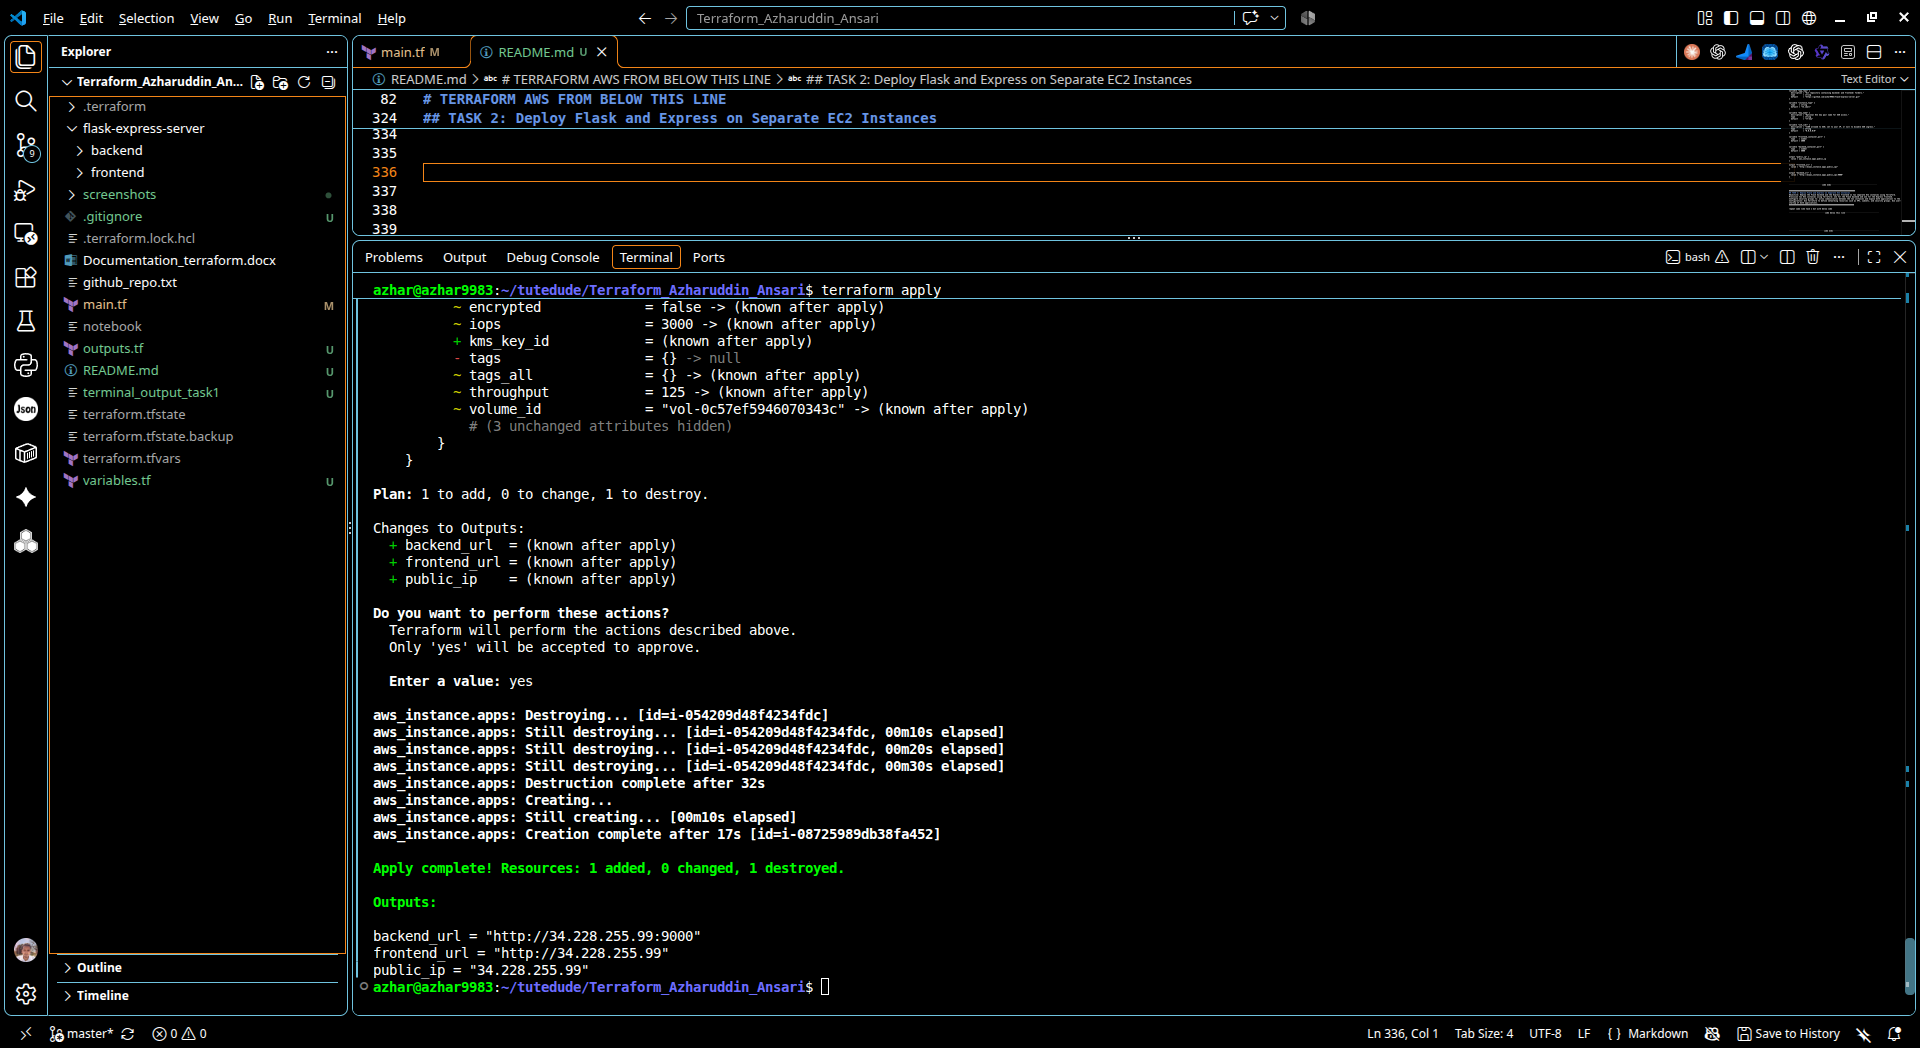 File Edit Selection View Go Run Terminal Help
Terraform_Azharuddin_Ansari
Explorer
Terraform_Azharuddin_An...
.terraform
flask-express-server
backend
frontend
screenshots
.gitignore U
.terraform.lock.hcl
Documentation_terraform.docx
github_repo.txt
main.tf M
notebook
outputs.tf U
README.md U
terminal_output_task1 U
terraform.tfstate
terraform.tfstate.backup
terraform.tfvars
variables.tf U
Outline
Timeline
9
Json
main.tf M
README.md U
README.md > abc # TERRAFORM AWS FROM BELOW THIS LINE > abc ## TASK 2: Deploy Flask and Express on Separate EC2 Instances
Text Editor
82 # TERRAFORM AWS FROM BELOW THIS LINE
324 ## TASK 2: Deploy Flask and Express on Separate EC2 Instances
334
335
336
337
338
339
Problems Output Debug Console Terminal Ports
bash
azhar@azhar9983:~/tutedude/Terraform_Azharuddin_Ansari$ terraform apply
~ encrypted = false -> (known after apply)
~ iops = 3000 -> (known after apply)
+ kms_key_id = (known after apply)
- tags = {} -> null
~ tags_all = {} -> (known after apply)
~ throughput = 125 -> (known after apply)
~ volume_id = "vol-0c57ef5946070343c" -> (known after apply)
# (3 unchanged attributes hidden)
}
}
Plan: 1 to add, 0 to change, 1 to destroy.
Changes to Outputs:
+ backend_url = (known after apply)
+ frontend_url = (known after apply)
+ public_ip = (known after apply)
Do you want to perform these actions?
Terraform will perform the actions described above.
Only 'yes' will be accepted to approve.
Enter a value: yes
aws_instance.apps: Destroying... [id=i-054209d48f4234fdc]
aws_instance.apps: Still destroying... [id=i-054209d48f4234fdc, 00m10s elapsed]
aws_instance.apps: Still destroying... [id=i-054209d48f4234fdc, 00m20s elapsed]
aws_instance.apps: Still destroying... [id=i-054209d48f4234fdc, 00m30s elapsed]
aws_instance.apps: Destruction complete after 32s
aws_instance.apps: Creating...
aws_instance.apps: Still creating... [00m10s elapsed]
aws_instance.apps: Creation complete after 17s [id=i-08725989db38fa452]
Apply complete! Resources: 1 added, 0 changed, 1 destroyed.
Outputs:
backend_url = "http://34.228.255.99:9000"
frontend_url = "http://34.228.255.99"
public_ip = "34.228.255.99"
azhar@azhar9983:~/tutedude/Terraform_Azharuddin_Ansari$
master* 0 0
Ln 336, Col 1 Tab Size: 4 UTF-8 LF { } Markdown Save to History